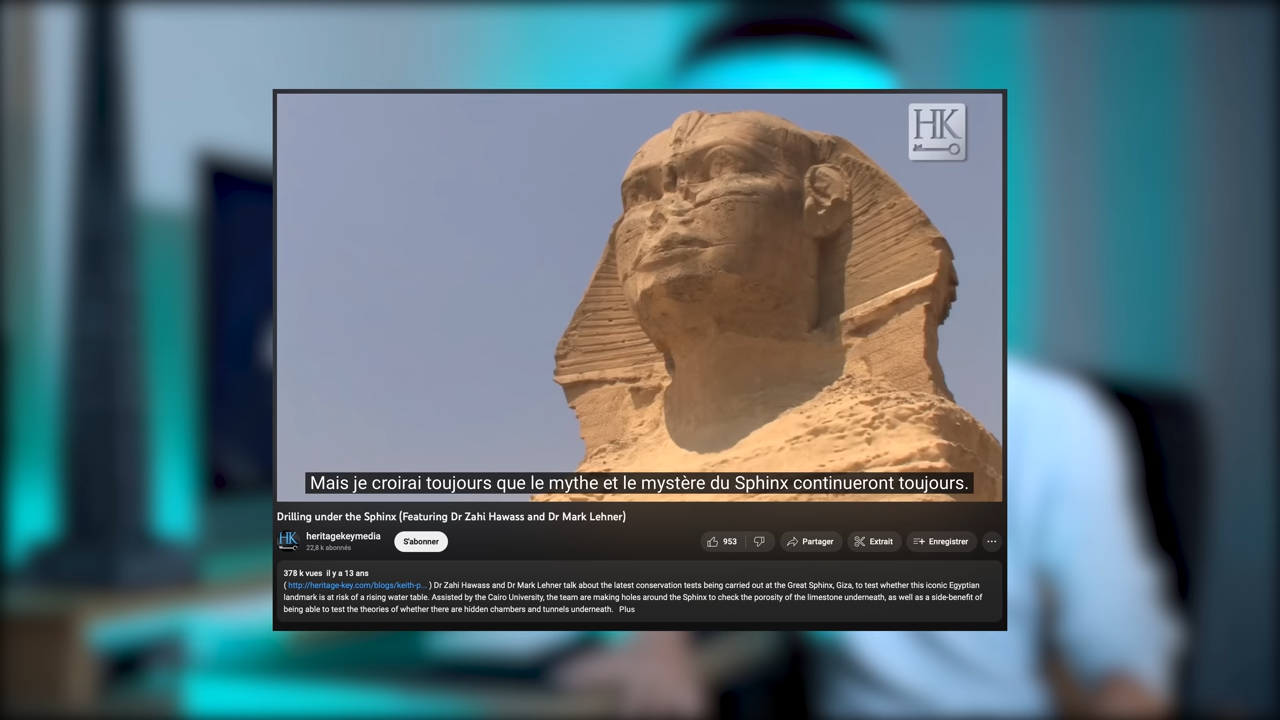 HK
Mais je croirai toujours que le mythe et le mystère du Sphinx continueront toujours.
Drilling under the Sphinx (Featuring Dr Zahi Hawass and Dr Mark Lehner)
HK
heritagekeymedia
22,8 k abonnés
S'abonner
953
Partager
Extrait
Enregistrer
378 k vues il y a 13 ans
( http://heritage-key.com/blogs/keith-p... ) Dr Zahi Hawass and Dr Mark Lehner talk about the latest conservation tests being carried out at the Great Sphinx, Giza, to test whether this iconic Egyptian
landmark is at risk of a rising water table. Assisted by the Cairo University, the team are making holes around the Sphinx to check the porosity of the limestone underneath, as well as a side-benefit of
being able to test the theories of whether there are hidden chambers and tunnels underneath. Plus